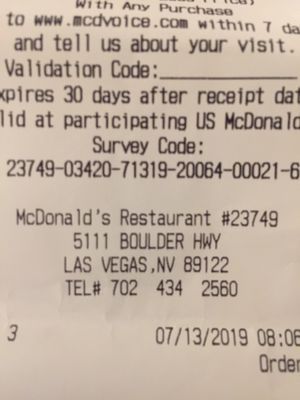 With Any Purchase
to www.mcdvoice.com within 7 da
and tell us about your visit.
Validation Code:
xpires 30 days after receipt dat
lid at participating US McDonald
Survey Code:
23749-03420-71319-20064-00021-6
McDonald's Restaurant #23749
5111 BOULDER HWY
LAS VEGAS,NV 89122
TEL# 702 434 2560
3 07/13/2019 08:06
Order